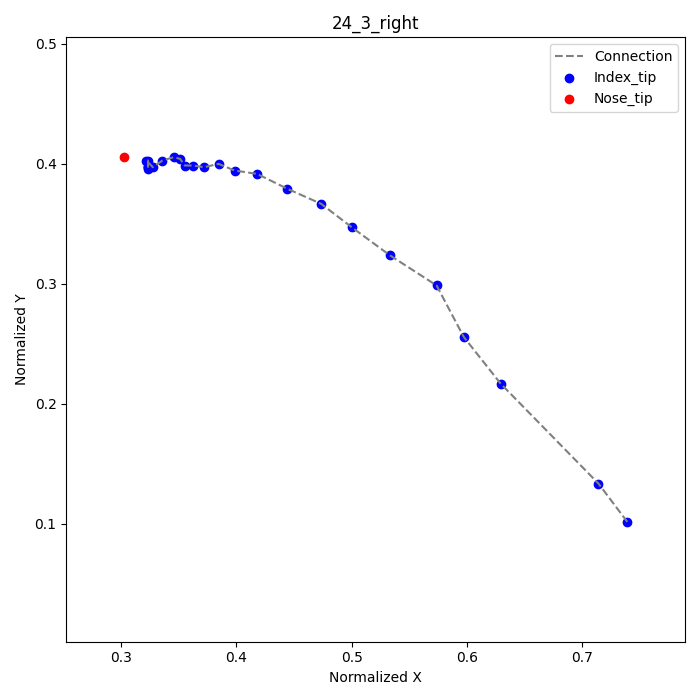 24_3_right
Connection
Index_tip
Nose_tip
0.5
0.4
0.3
0.2
0.1
Normalized Y
0.3 0.4 0.5 0.6 0.7
Normalized X